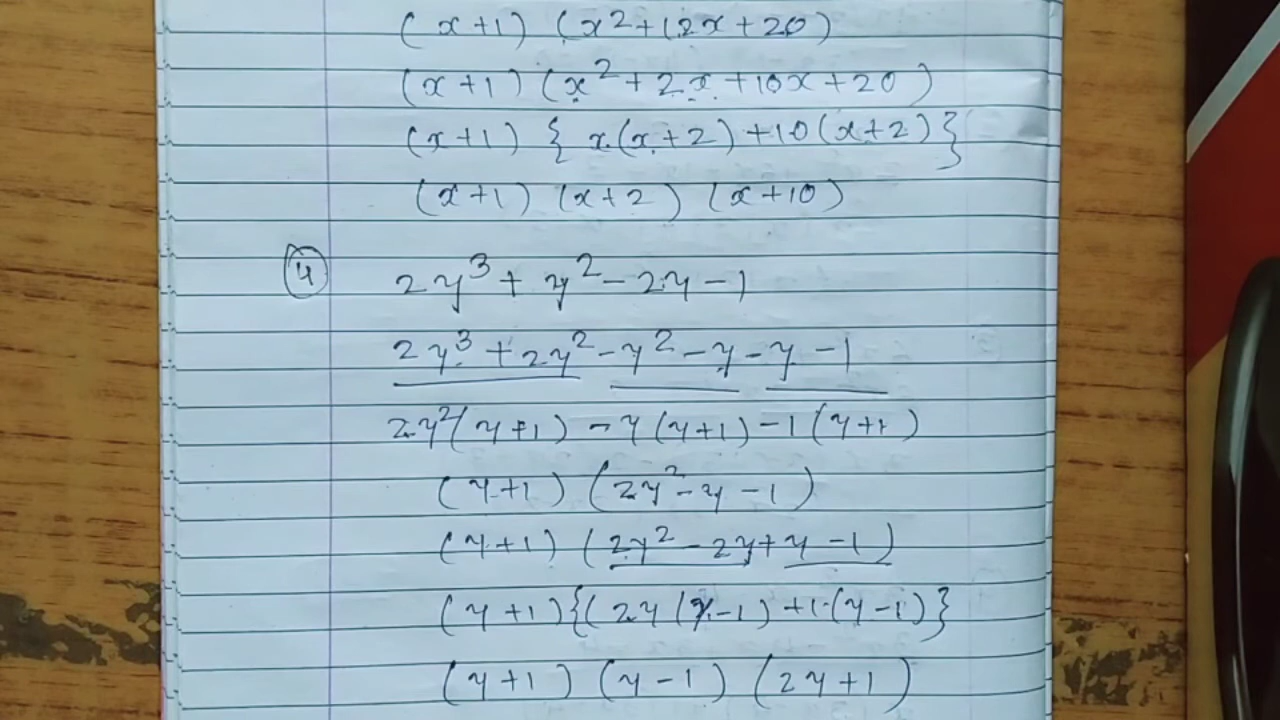 (x+1) (x²+12x+20)
(x+1) (x²+2x+10x+20)
(x+1) { x(x+2)+10(x+2)}
(x+1) (x+2) (x+10)
④ 2y³+y²-2y-1
2y³+2y²-y²-y-y-1
2y²(y+1)-y(y+1)-1(y+1)
(y+1) (2y²-y-1)
(y+1) (2y²-2y+y-1)
(y+1){(2y(y-1)+1(y-1)}
(y+1) (y-1) (2y+1)